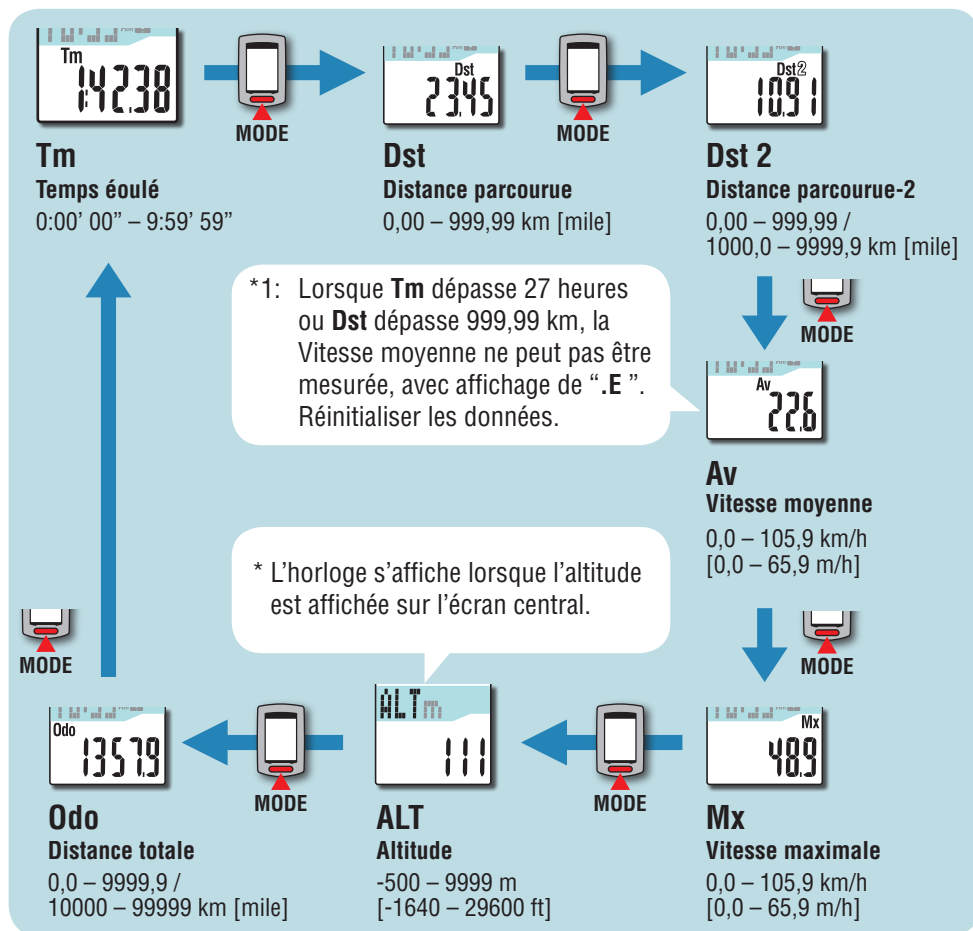 Tm
1:42.38
MODE
Dst
23.45
MODE
Dst2
10.91
Tm
Temps éoulé
0:00’ 00” – 9:59’ 59”
Dst
Distance parcourue
0,00 – 999,99 km [mile]
Dst 2
Distance parcourue-2
0,00 – 999,99 /
1000,0 – 9999,9 km [mile]
*1: Lorsque Tm dépasse 27 heures
ou Dst dépasse 999,99 km, la
Vitesse moyenne ne peut pas être
mesurée, avec affichage de “.E ”.
Réinitialiser les données.
MODE
Av
22.6
Av
Vitesse moyenne
0,0 – 105,9 km/h
[0,0 – 65,9 m/h]
* L’horloge s’affiche lorsque l’altitude
est affichée sur l’écran central.
MODE
MODE
Odo
1357.9
MODE
ALTm
111
MODE
Mx
48.9
Odo
Distance totale
0,0 – 9999,9 /
10000 – 99999 km [mile]
ALT
Altitude
-500 – 9999 m
[-1640 – 29600 ft]
Mx
Vitesse maximale
0,0 – 105,9 km/h
[0,0 – 65,9 m/h]